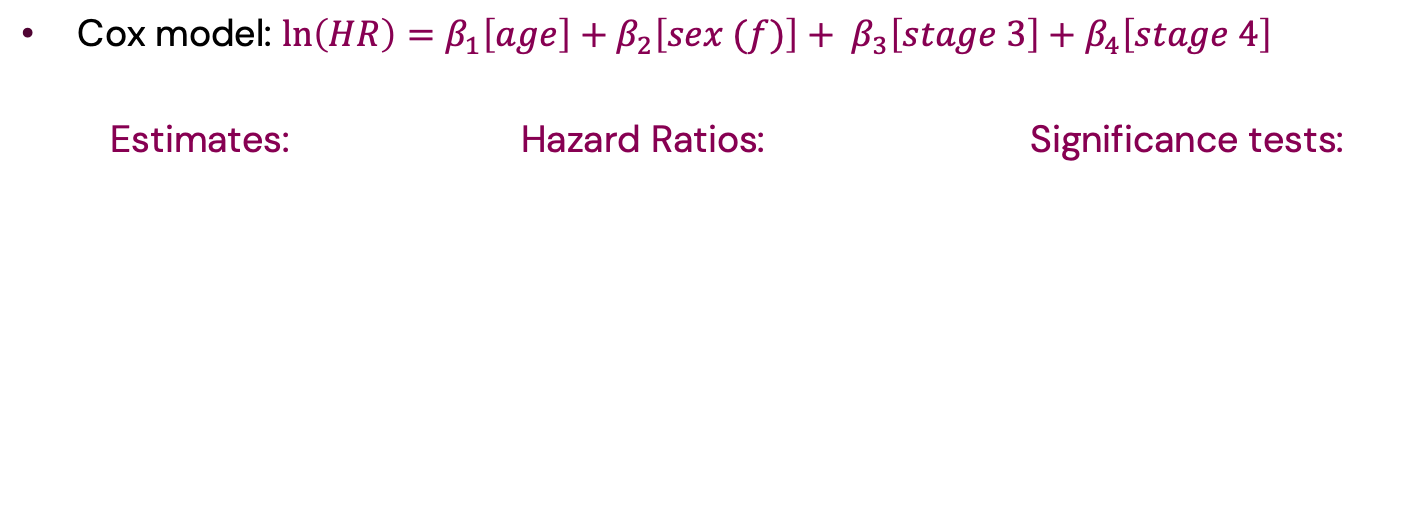 • Cox model: ln(HR) = β₁[age] + β₂[sex (f)] + β₃[stage 3] + β₄[stage 4]
Estimates: Hazard Ratios: Significance tests: